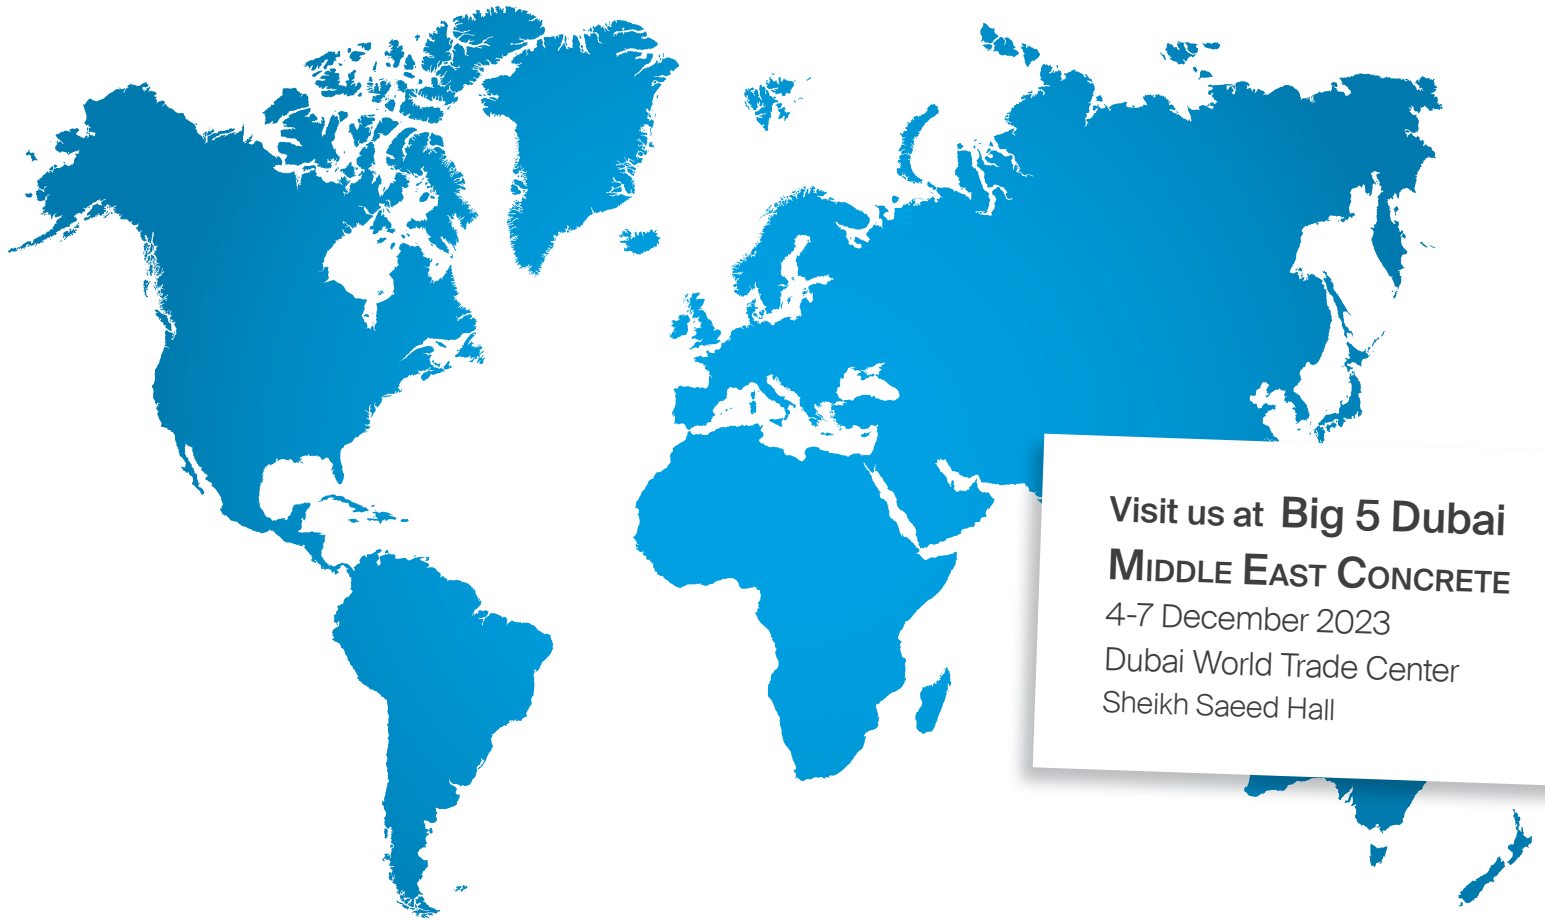 Visit us at Big 5 Dubai
MIDDLE EAST CONCRETE
4-7 December 2023
Dubai World Trade Center
Sheikh Saeed Hall